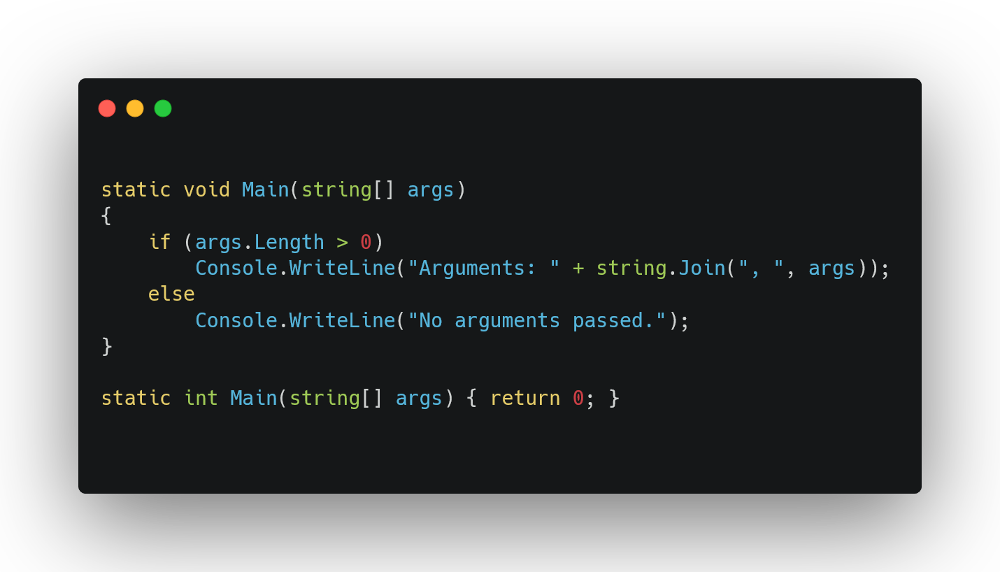 static void Main(string[] args)
{
    if (args.Length > 0)
        Console.WriteLine("Arguments: " + string.Join(", ", args));
    else
        Console.WriteLine("No arguments passed.");
}

static int Main(string[] args) { return 0; }